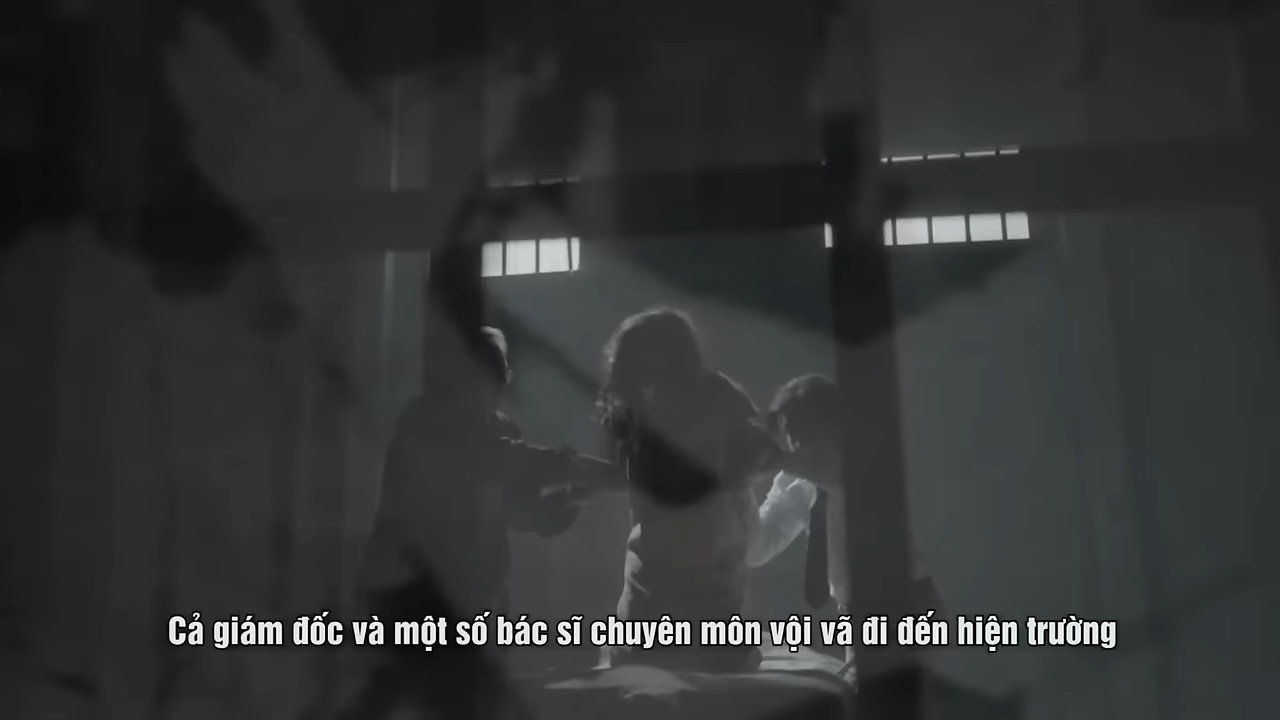 Cả giám đốc và một số bác sĩ chuyên môn vội vã đi đến hiện trường